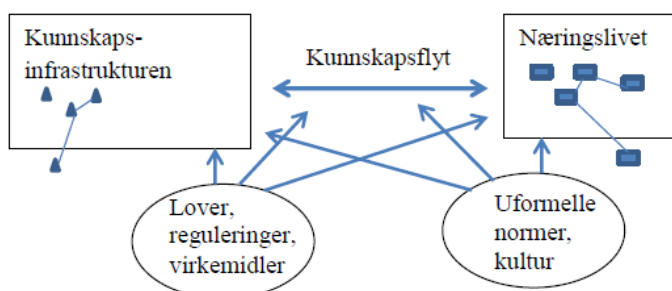 Kunnskaps-
infrastrukturen
Kunnskapsflyt
Næringslivet
Lover,
reguleringer,
virkemidler
Uformelle
normer,
kultur